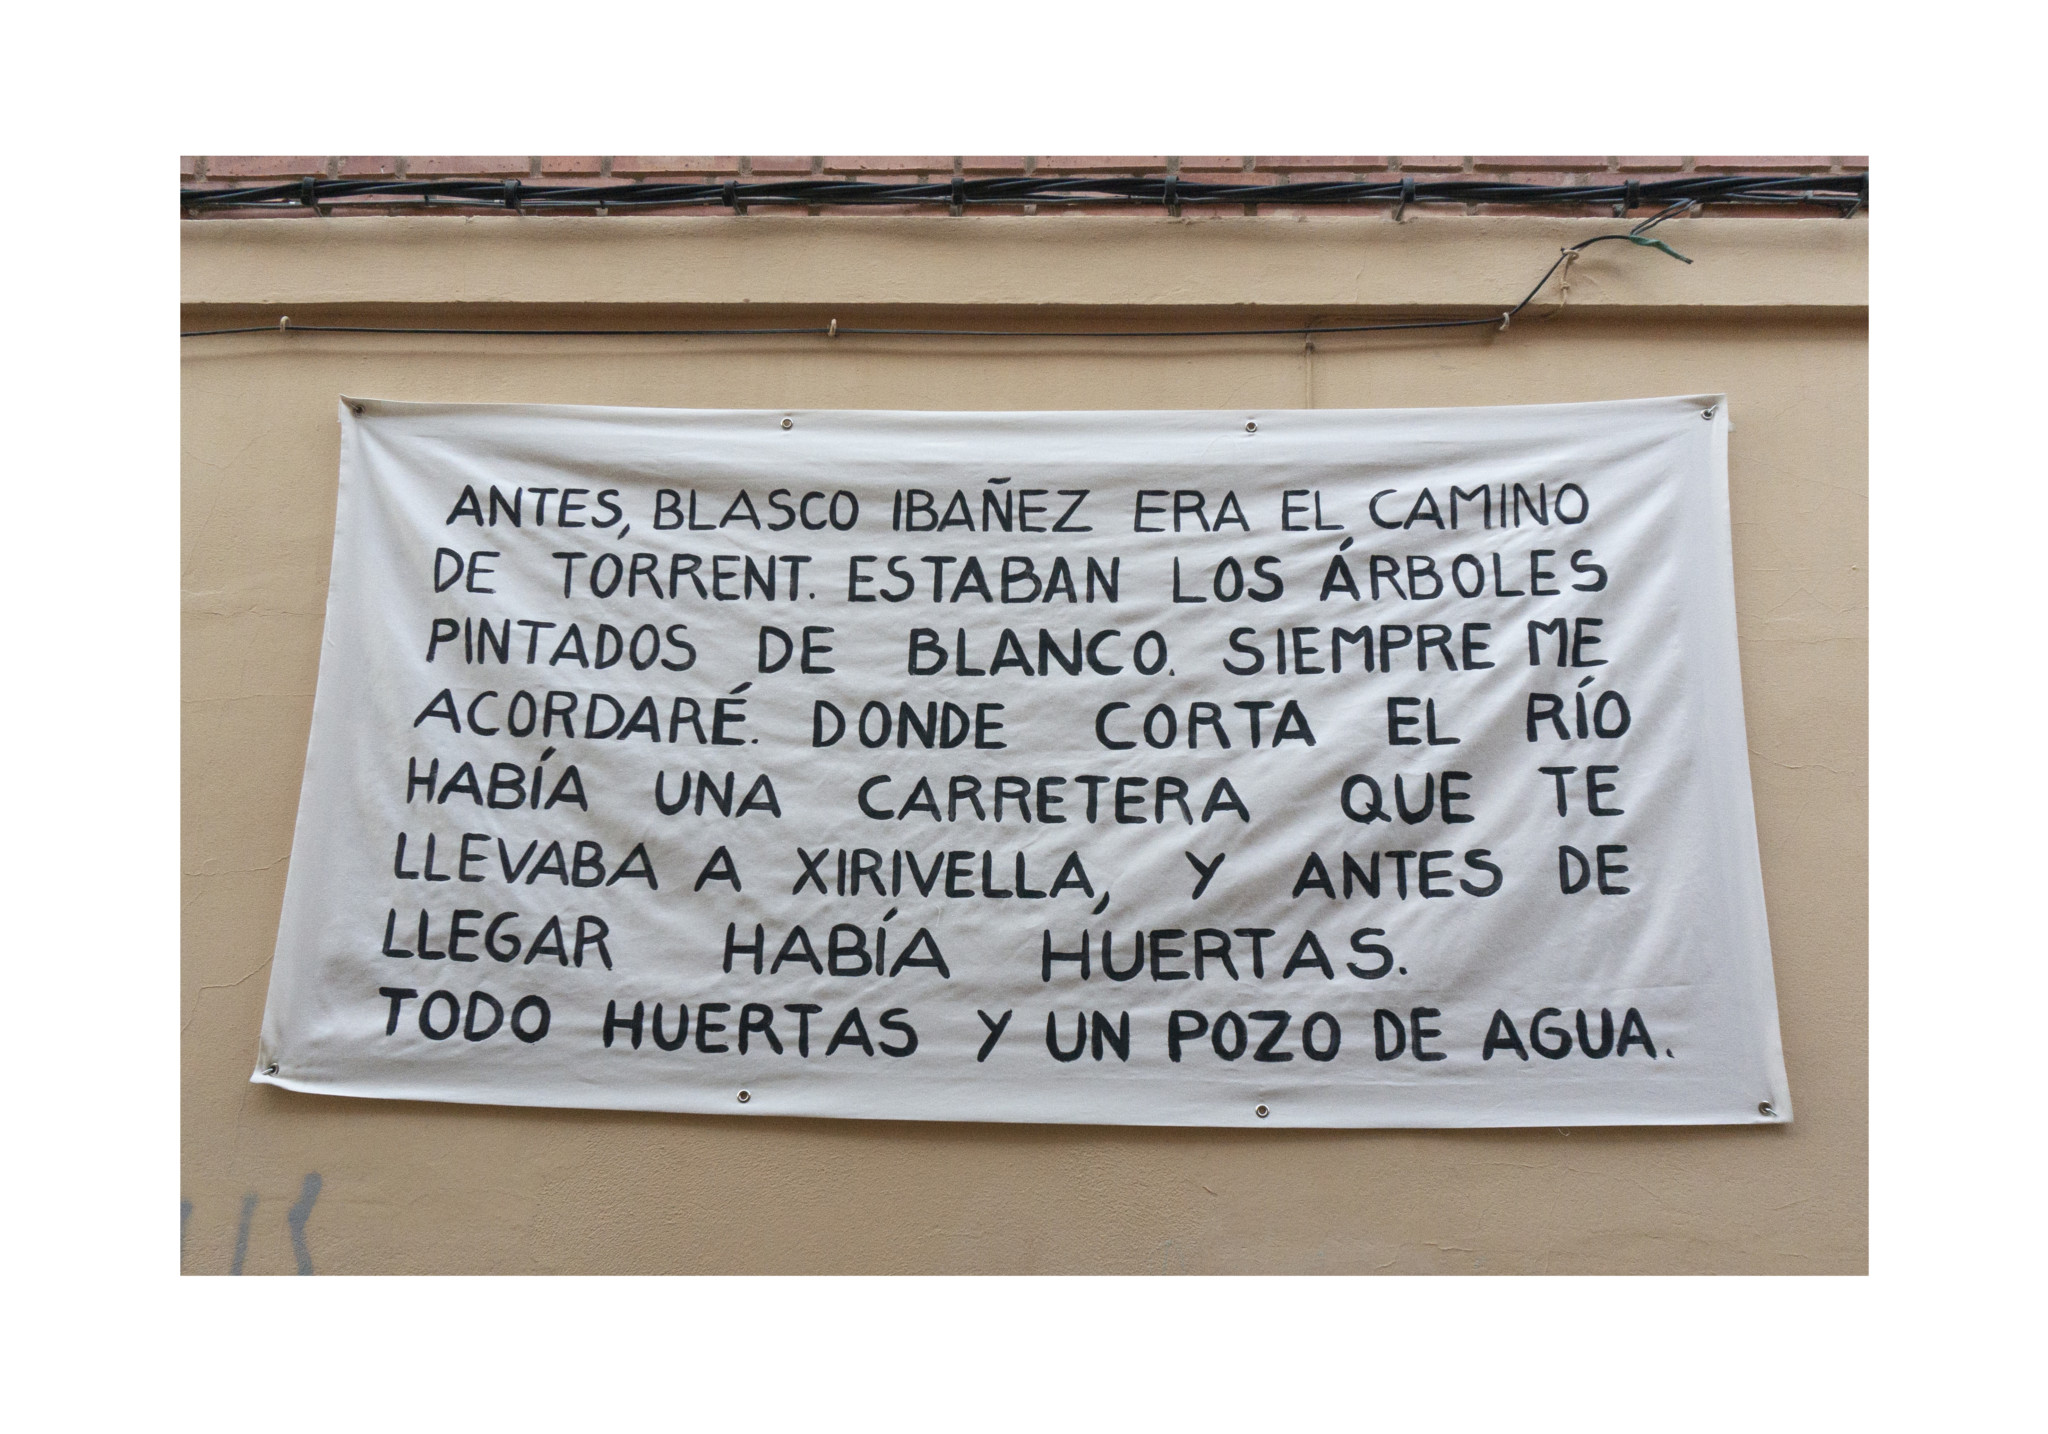 ANTES, BLASCO IBAÑEZ ERA EL CAMINO
DE TORRENT. ESTABAN LOS ÁRBOLES
PINTADOS DE BLANCO. SIEMPRE ME
ACORDARÉ. DONDE CORTA EL RÍO
HABÍA UNA CARRETERA QUE TE
LLEVABA A XIRIVELLA, Y ANTES DE
LLEGAR HABÍA HUERTAS.
TODO HUERTAS Y UN POZO DE AGUA.